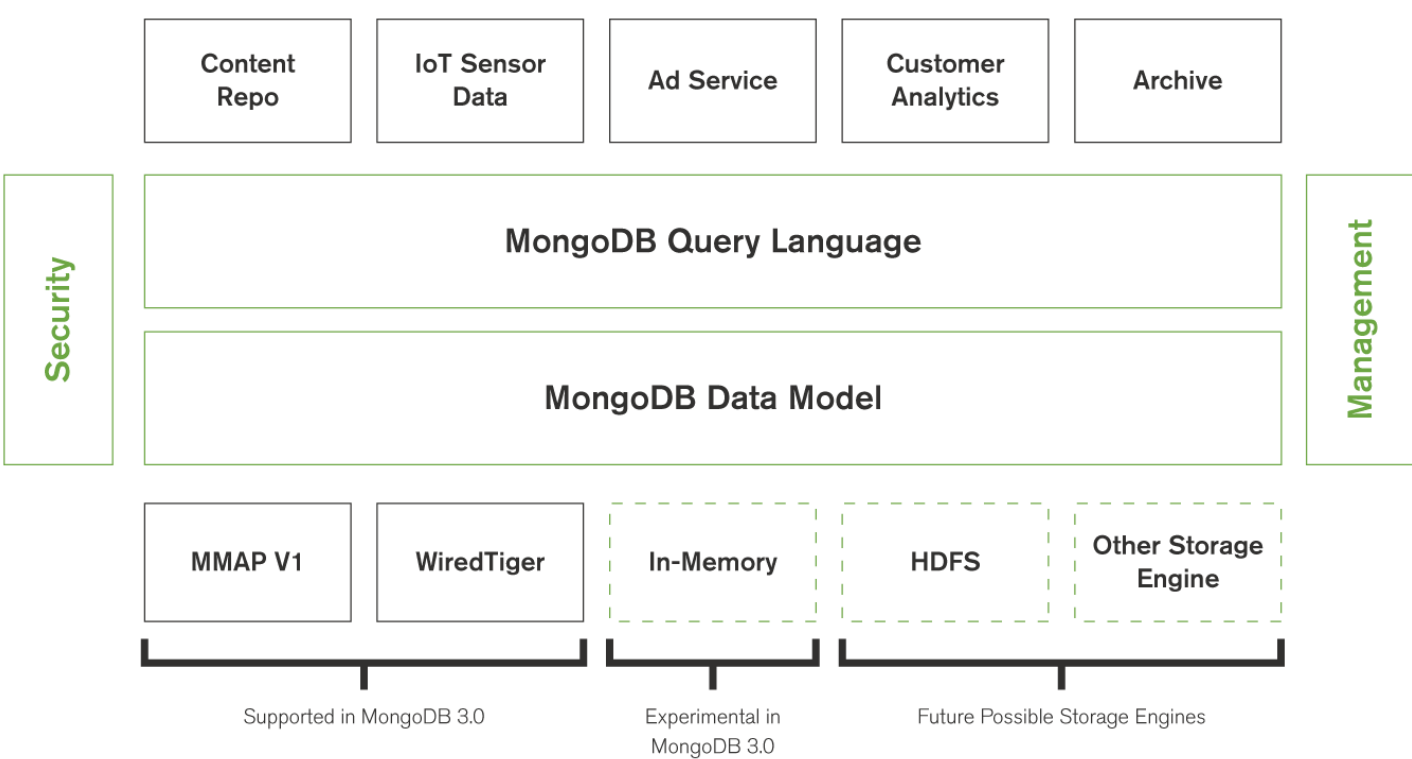 Content
Repo
IoT Sensor
Data
Ad Service
Customer
Analytics
Archive
Security
MongoDB Query Language
MongoDB Data Model
Management
MMAP V1
WiredTiger
In-Memory
HDFS
Other Storage
Engine
Supported in MongoDB 3.0
Experimental in
MongoDB 3.0
Future Possible Storage Engines